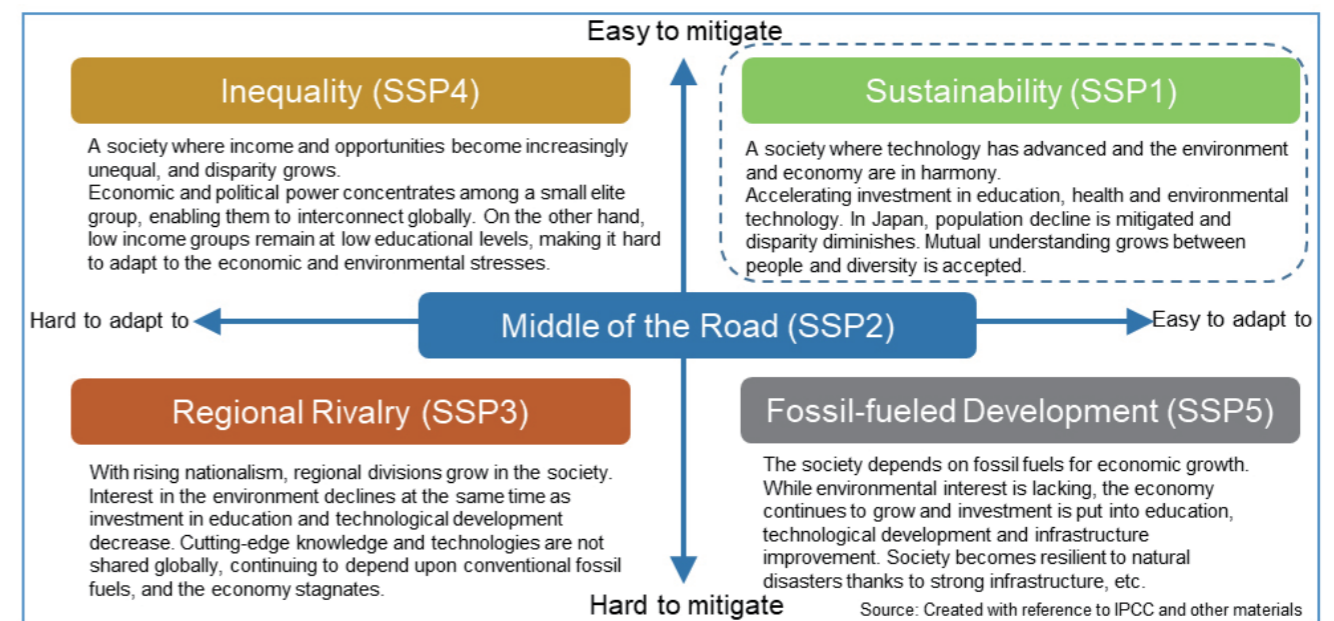 Easy to mitigate
Inequality (SSP4)
A society where income and opportunities become increasingly
unequal, and disparity grows.
Economic and political power concentrates among a small elite
group, enabling them to interconnect globally. On the other hand,
low income groups remain at low educational levels, making it hard
to adapt to the economic and environmental stresses.
Sustainability (SSP1)
A society where technology has advanced and the environment
and economy are in harmony.
Accelerating investment in education, health and environmental
technology. In Japan, population decline is mitigated and
disparity diminishes. Mutual understanding grows between
people and diversity is accepted.
Hard to adapt to
Middle of the Road (SSP2)
Easy to adapt to
Regional Rivalry (SSP3)
With rising nationalism, regional divisions grow in the society.
Interest in the environment declines at the same time as
investment in education and technological development
decrease. Cutting-edge knowledge and technologies are not
shared globally, continuing to depend upon conventional fossil
fuels, and the economy stagnates.
Fossil-fueled Development (SSP5)
The society depends on fossil fuels for economic growth.
While environmental interest is lacking, the economy
continues to grow and investment is put into education,
technological development and infrastructure
improvement. Society becomes resilient to natural
disasters thanks to strong infrastructure, etc.
Hard to mitigate
Source: Created with reference to IPCC and other materials